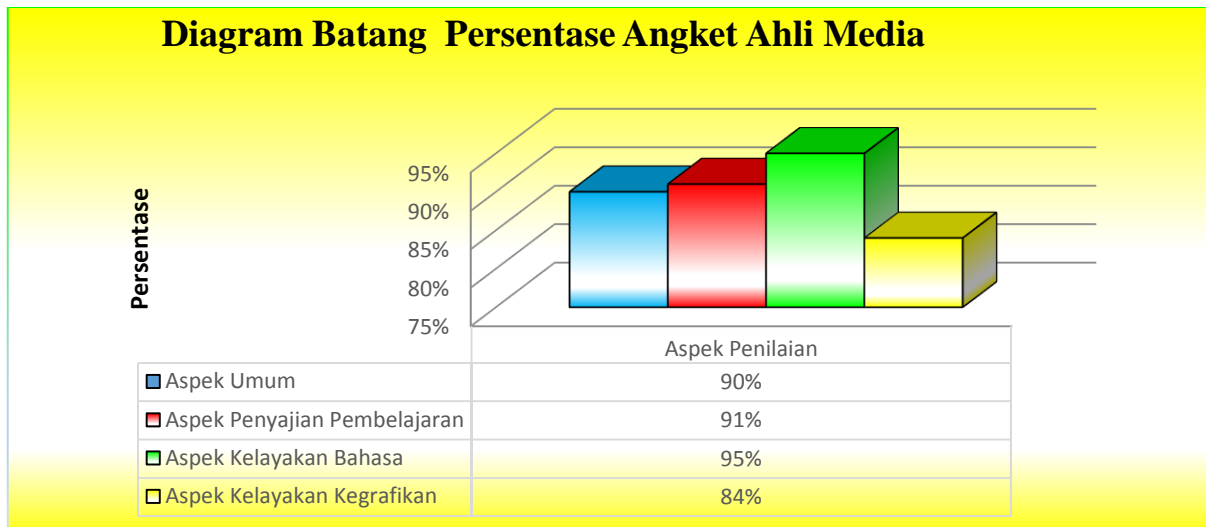 Diagram Batang Persentase Angket Ahli Media
Persentase
95%
90%
85%
80%
75%
Aspek Penilaian
Aspek Umum 90%
Aspek Penyajian Pembelajaran 91%
Aspek Kelayakan Bahasa 95%
Aspek Kelayakan Kegrafikan 84%